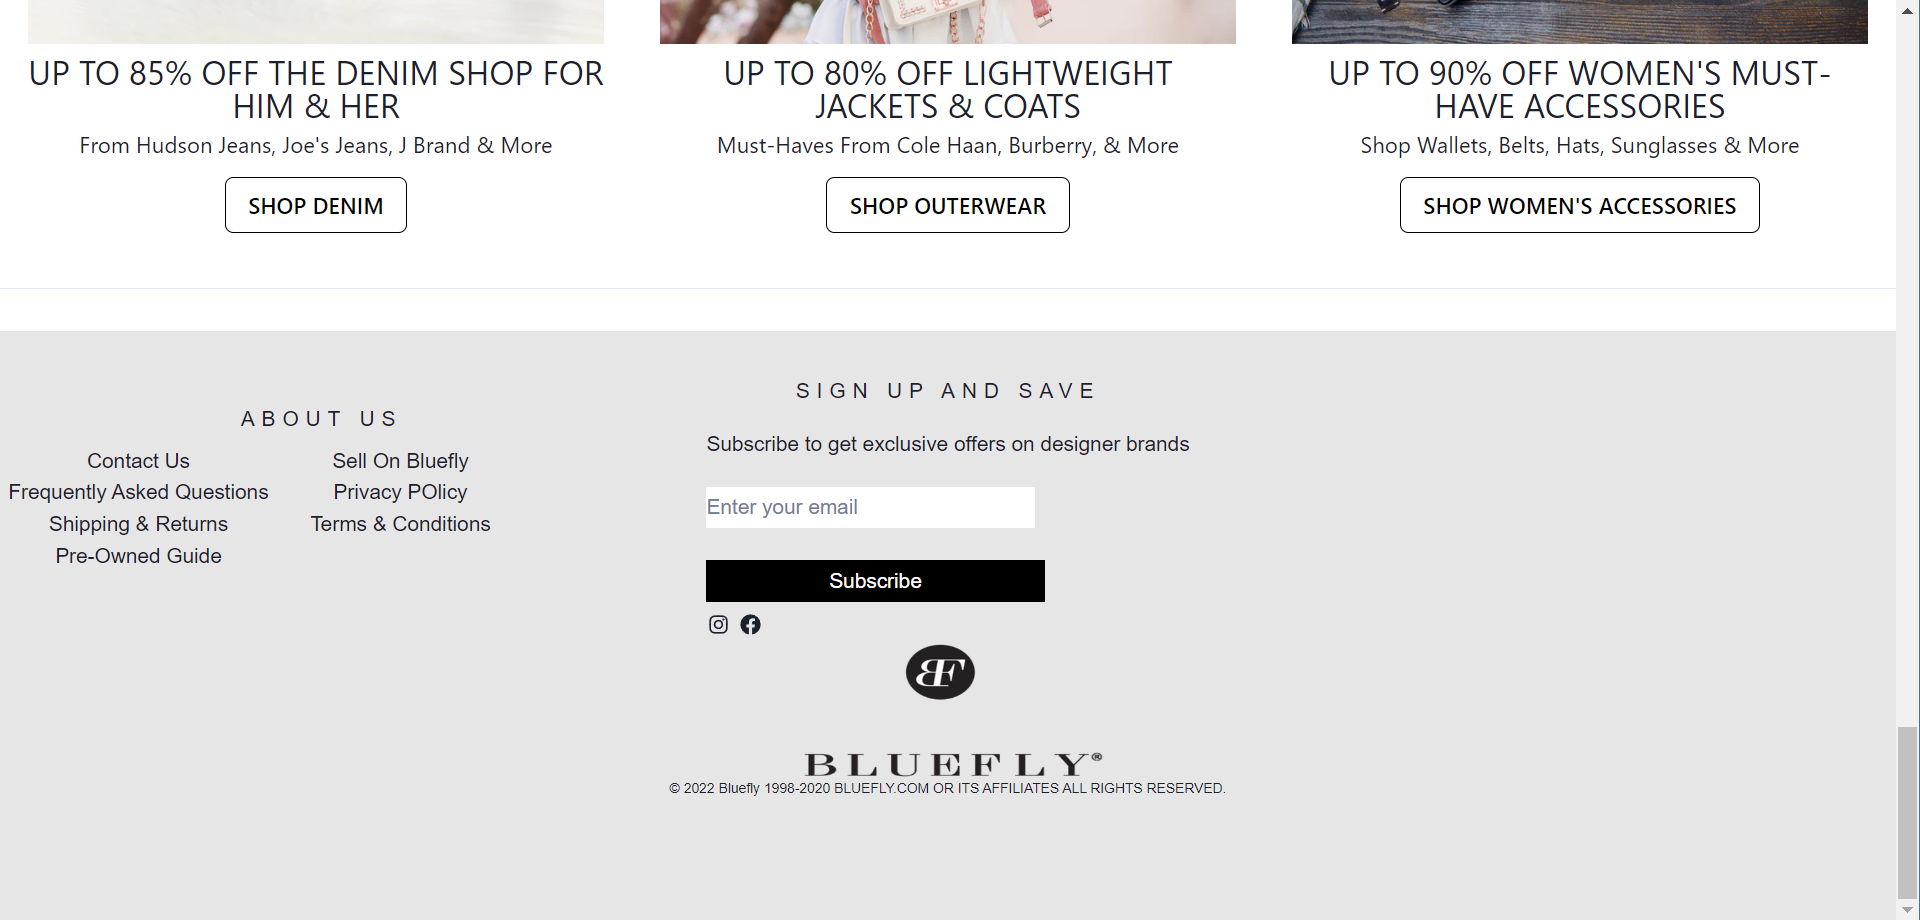 UP TO 85% OFF THE DENIM SHOP FOR
HIM & HER
From Hudson Jeans, Joe's Jeans, J Brand & More
SHOP DENIM
UP TO 80% OFF LIGHTWEIGHT
JACKETS & COATS
Must-Haves From Cole Haan, Burberry, & More
SHOP OUTERWEAR
UP TO 90% OFF WOMEN'S MUST-
HAVE ACCESSORIES
Shop Wallets, Belts, Hats, Sunglasses & More
SHOP WOMEN'S ACCESSORIES
ABOUT US
Contact Us
Frequently Asked Questions
Shipping & Returns
Pre-Owned Guide
Sell On Bluefly
Privacy POlicy
Terms & Conditions
SIGN UP AND SAVE
Subscribe to get exclusive offers on designer brands
Enter your email
Subscribe
BF
BLUEFLY®
© 2022 Bluefly 1998-2020 BLUEFLY.COM OR ITS AFFILIATES ALL RIGHTS RESERVED.